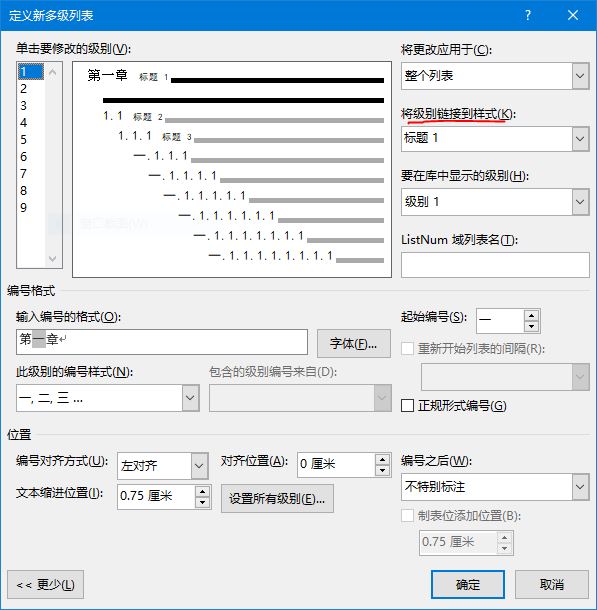 定义新多级列表
单击要修改的级别(V):
将更改应用于(C):
1
2
3
4
5
6
7
8
9
第一章 标题 1
1.1 标题 2
1.1.1 标题 3
一.1.1.1
一.1.1.1.1
一.1.1.1.1.1
一.1.1.1.1.1.1
一.1.1.1.1.1.1.1
一.1.1.1.1.1.1.1.1
整个列表
将级别链接到样式(K):
标题 1
要在库中显示的级别(H):
级别 1
ListNum 域列表名(T):
编号格式
输入编号的格式(O):
第一章
字体(F)...
起始编号(S):
一
重新开始列表的间隔(R):
此级别的编号样式(N):
包含的级别编号来自(D):
一, 二, 三 ...
正规形式编号(G)
位置
编号对齐方式(U):
左对齐
对齐位置(A):
0 厘米
编号之后(W):
不特别标注
文本缩进位置(I):
0.75 厘米
设置所有级别(E)...
制表位添加位置(B):
0.75 厘米
<< 更少(L)
确定
取消